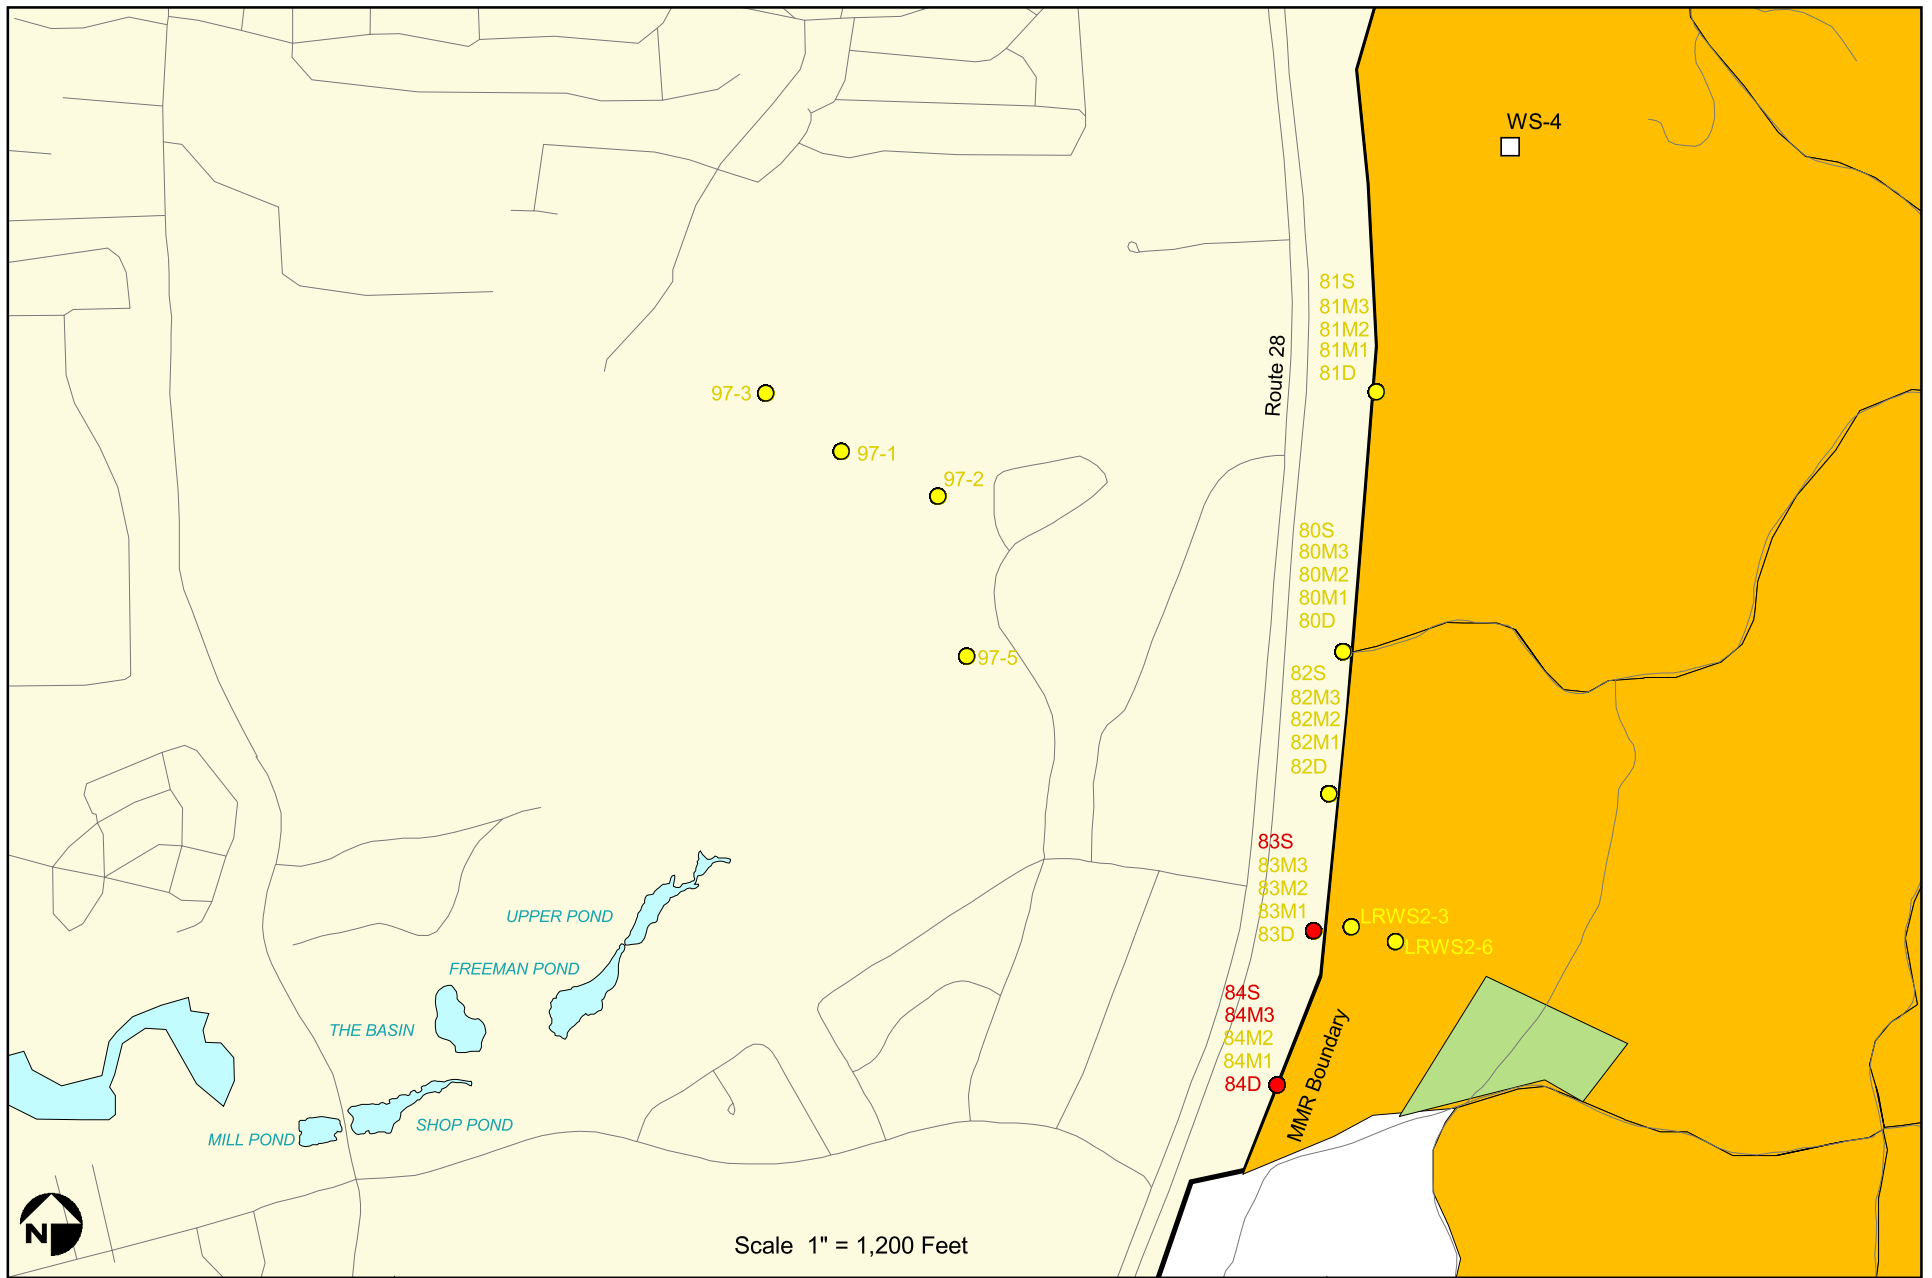 WS-4
81S
81M3
81M2
81M1
81D
Route 28
97-3
97-1
97-2
80S
80M3
80M2
80M1
80D
97-5
82S
82M3
82M2
82M1
82D
83S
83M3
83M2
83M1
83D
LRWS2-3
LRWS2-6
UPPER POND
FREEMAN POND
THE BASIN
84S
84M3
84M2
84M1
84D
MMR Boundary
SHOP POND
MILL POND
N
Scale 1" = 1,200 Feet